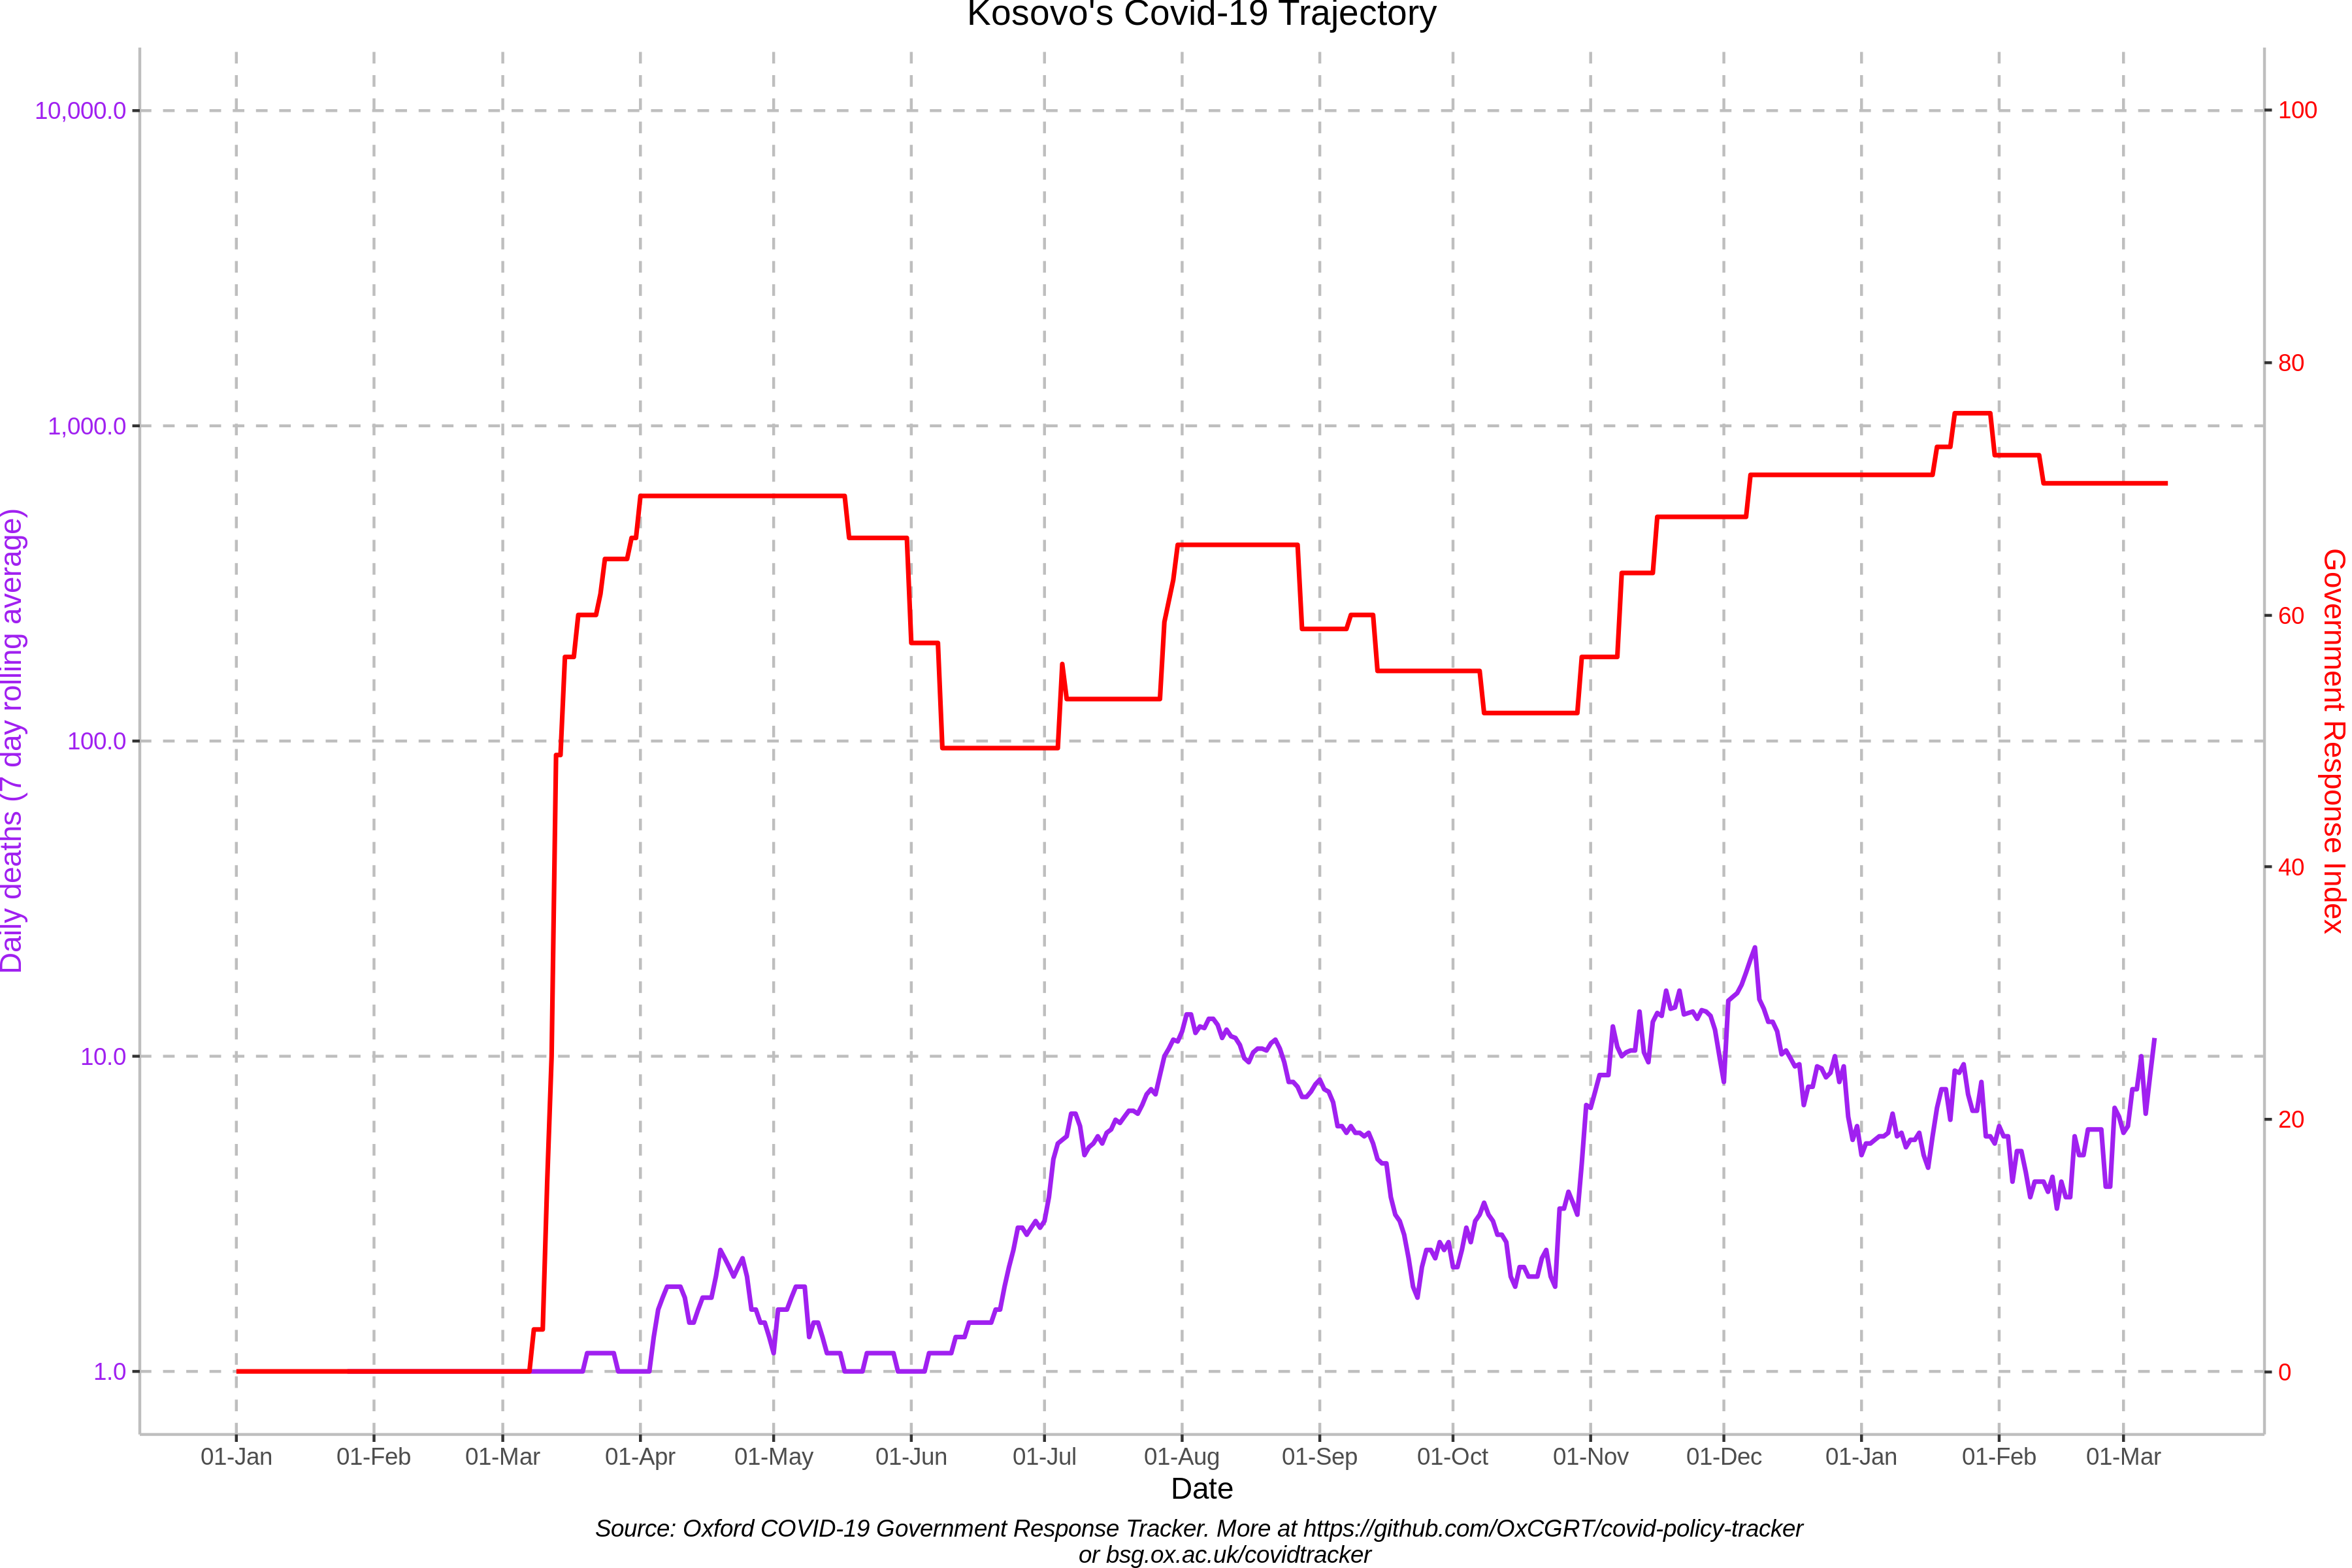 Kosovo's Covid-19 Trajectory
10,000.0
1,000.0
100.0
10.0
1.0
Daily deaths (7 day rolling average)
100
80
60
40
20
0
Government Response Index
01-Jan
01-Feb
01-Mar
01-Apr
01-May
01-Jun
01-Jul
01-Aug
01-Sep
01-Oct
01-Nov
01-Dec
01-Jan
01-Feb
01-Mar
Date
Source: Oxford COVID-19 Government Response Tracker. More at https://github.com/OxCGRT/covid-policy-tracker
or bsg.ox.ac.uk/covidtracker